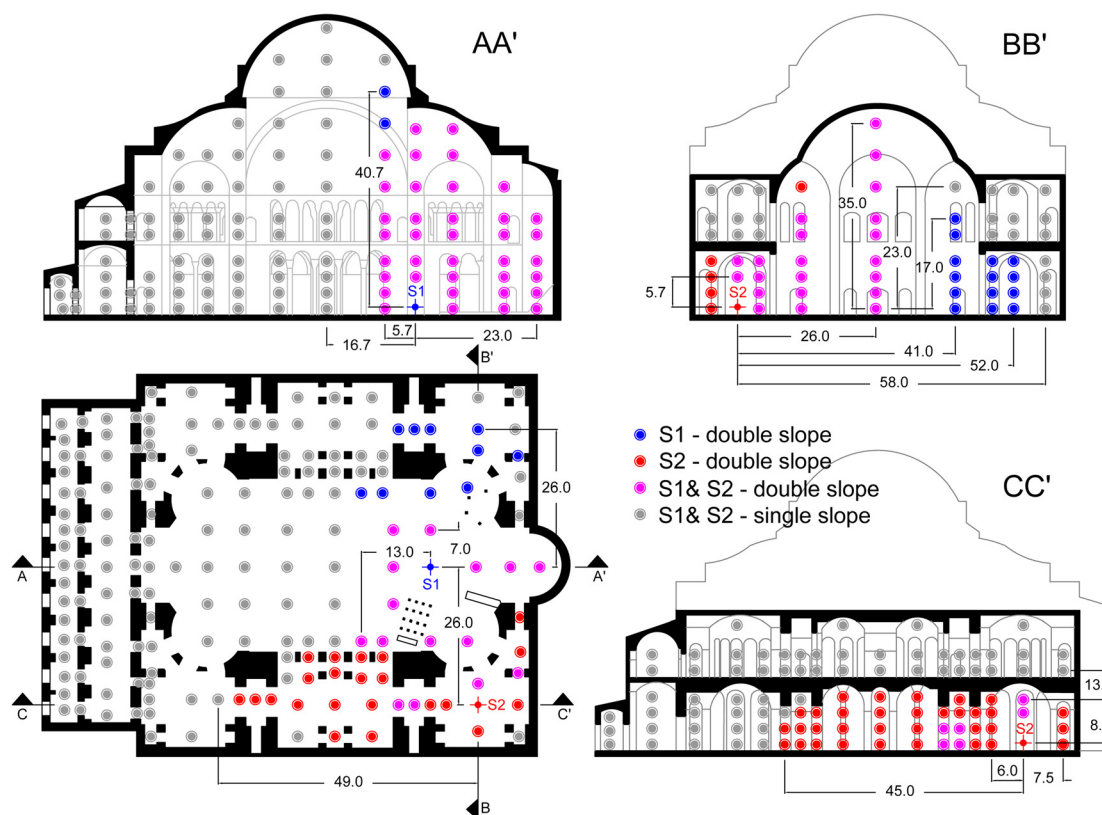 AA'
40.7
S1
5.7
23.0
16.7
BB'
35.0
23.0
17.0
5.7
S2
26.0
41.0
52.0
58.0
B'
S1 - double slope
S2 - double slope
S1& S2 - double slope
S1& S2 - single slope
26.0
7.0
13.0
A
A'
S1
26.0
C
S2
C'
49.0
B
CC'
13.
S2
8.
6.0
7.5
45.0